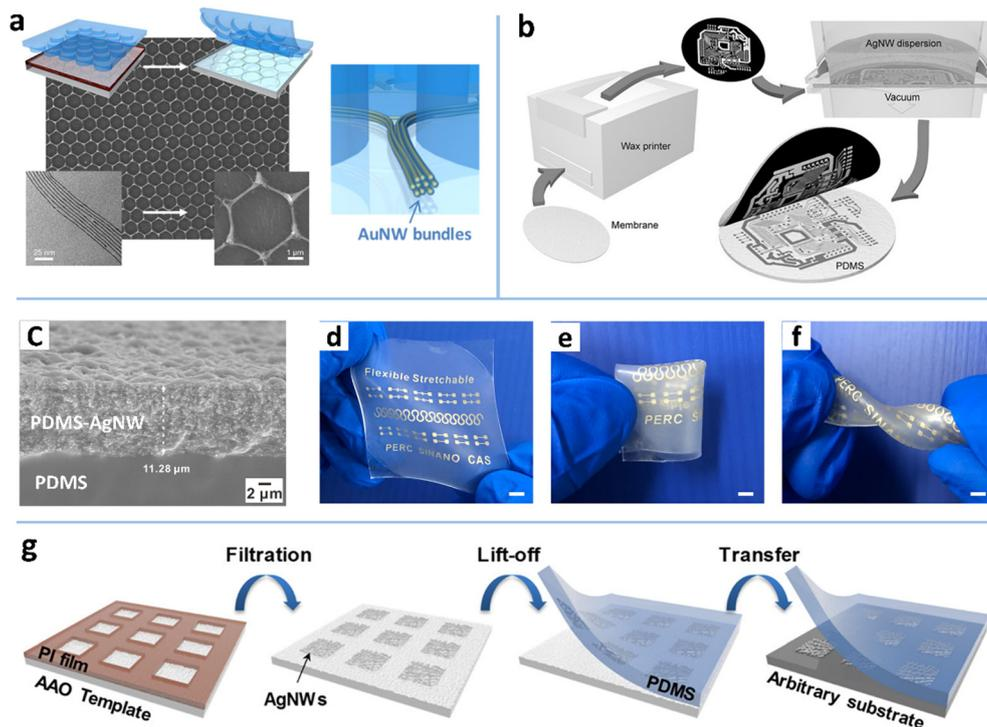 a
25 nm
1 μm
AuNW bundles
b
Wax printer
Membrane
AgNW dispersion
Vacuum
PDMS
C
PDMS-AgNW
11.28 μm
PDMS
2 μm
d
Flexible Stretchable
PERC SINANO CAS
e
PERC S
f
PERC SINANO
g
Filtration
Lift-off
Transfer
PI film
AAO Template
AgNWs
PDMS
Arbitrary substrate